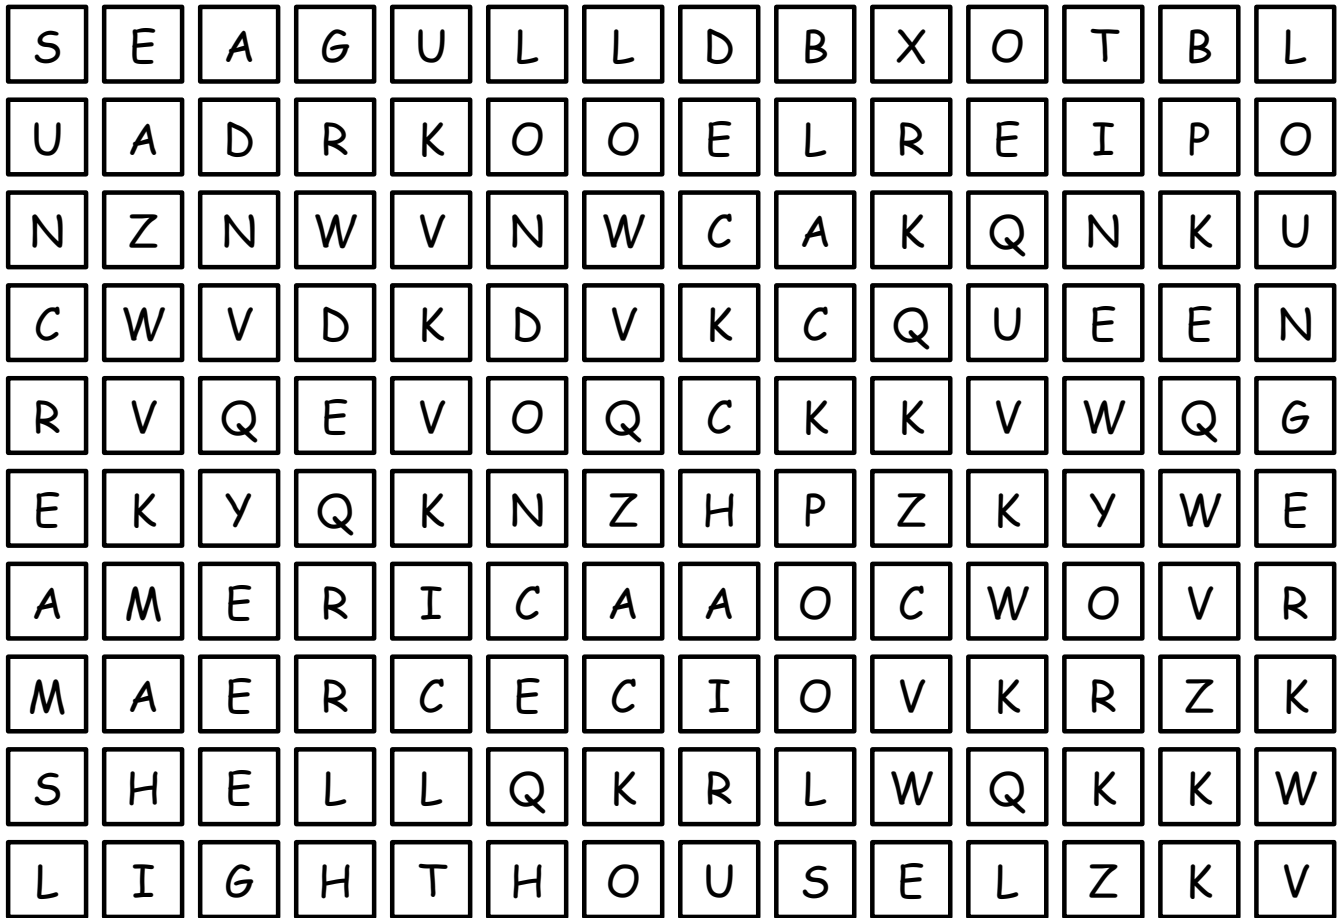 S E A G U L L D B X O T B L
U A D R K O O E L R E I P O
N Z N W V N W C A K Q N K U
C W V D K D V K C Q U E E N
R V Q E V O Q C K K V W Q G
E K Y Q K N Z H P Z K Y W E
A M E R I C A A O C W O V R
M A E R C E C I O V K R Z K
S H E L L Q K R L W Q K K W
L I G H T H O U S E L Z K V